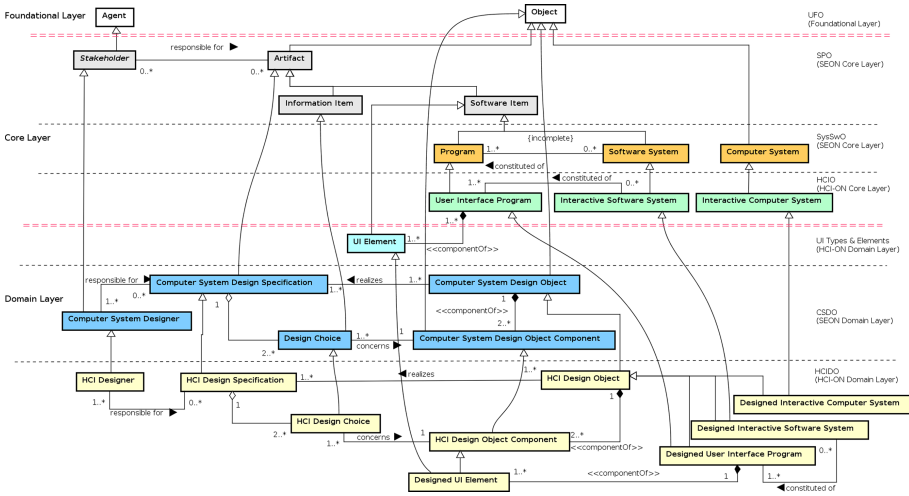 Foundational Layer
Agent
Object
UFO
(Foundational Layer)
responsible for
Stakeholder
Artifact
0..*
0..*
SPO
(SEON Core Layer)
Information Item
Software Item
Core Layer
{incomplete}
SysSwO
(SEON Core Layer)
Program
1..*
0..*
Software System
Computer System
constituted of
constituted of
1..*
0..*
HCIO
(HCI-ON Core Layer)
User Interface Program
Interactive Software System
Interactive Computer System
1..*
UI Element
1..*
<<componentOf>>
UI Types & Elements
(HCI-ON Domain Layer)
responsible for
Computer System Design Specification
realizes
1..*
1..*
Computer System Design Object
1..*
0..*
1
1
<<componentOf>>
Domain Layer
CSDO
(SEON Domain Layer)
Computer System Designer
2..*
Design Choice
1..*
1
concerns
2..*
Computer System Design Object Component
HCI Designer
HCI Design Specification
1..*
realizes
1..*
HCI Design Object
HCIDO
(HCI-ON Domain Layer)
1..*
0..*
responsible for
1
1
Designed Interactive Computer System
HCI Design Choice
2..*
1..*
concerns
1
HCI Design Object Component
2..*
<<componentOf>>
Designed Interactive Software System
0..*
Designed User Interface Program
Designed UI Element
1..*
<<componentOf>>
1
1..*
constituted of